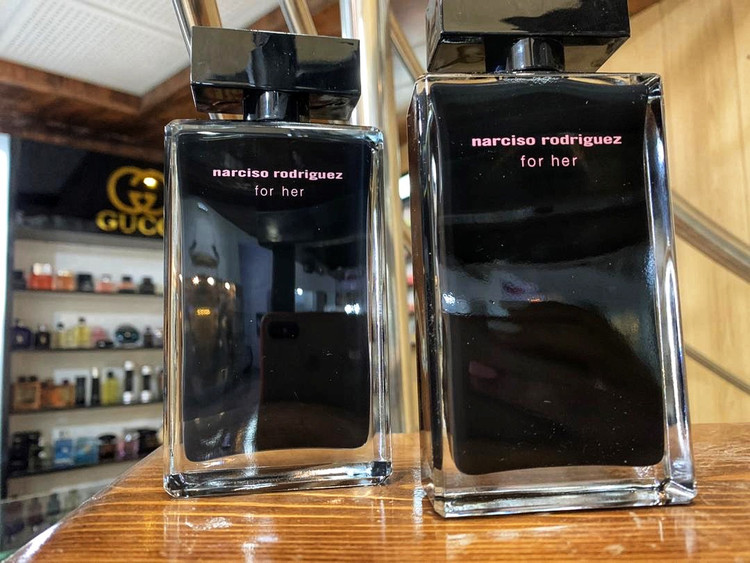 GUCCI
narciso rodriguez
for her
narciso rodriguez
for her